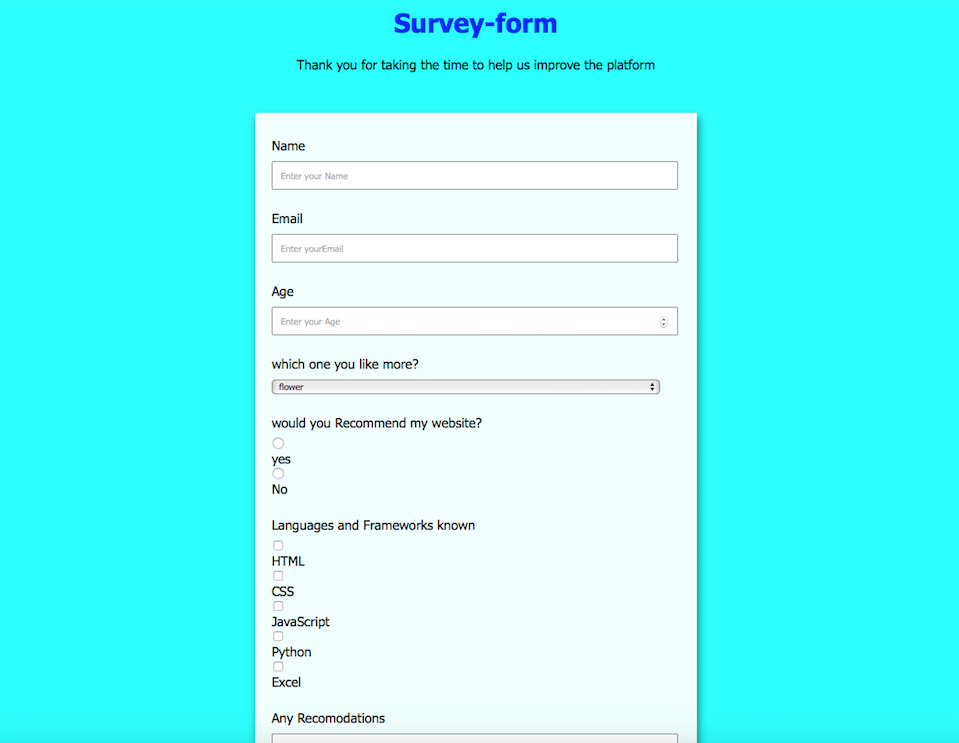 Survey-form
Thank you for taking the time to help us improve the platform
Name
Enter your Name
Email
Enter yourEmail
Age
Enter your Age
which one you like more?
flower
would you Recommend my website?
yes
No
Languages and Frameworks known
HTML
CSS
JavaScript
Python
Excel
Any Recomodations